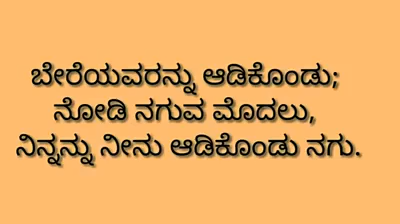 ಬೇರೆಯವರನ್ನು ಆಡಿಕೊಂಡು;
ನೋಡಿ ನಗುವ ಮೊದಲು,
ನಿನ್ನನ್ನು ನೀನು ಆಡಿಕೊಂಡು ನಗು.